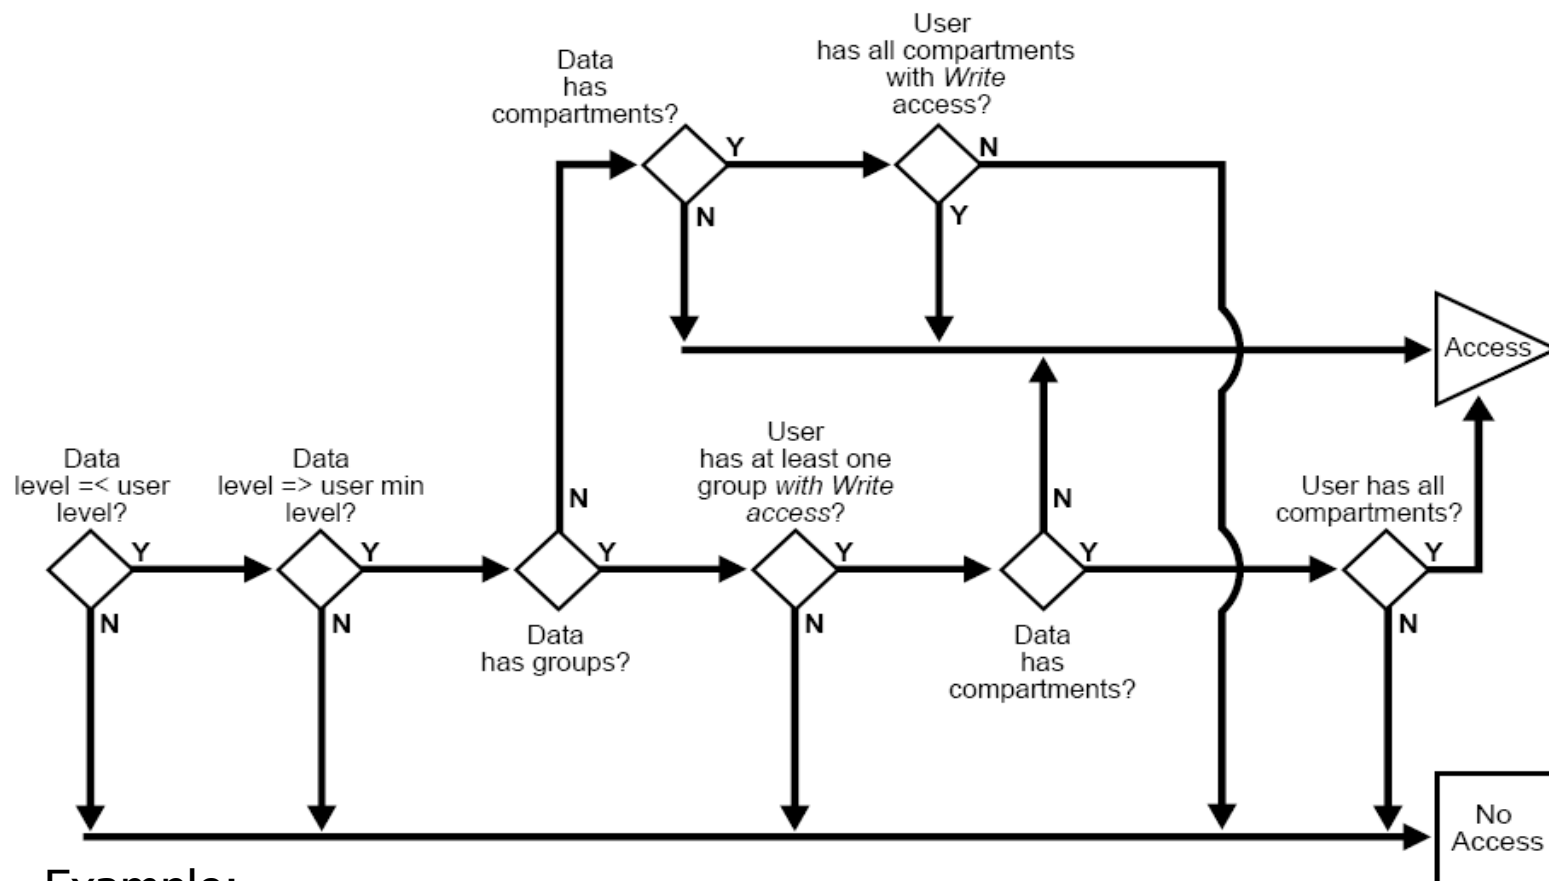 User
has all compartments
with Write
access?
Data
has
compartments?
Y
N
N
Y
Access
User
has at least one
group with Write
access?
Data
level =< user
level?
Data
level => user min
level?
User has all
compartments?
N
N
Y
Y
Y
Y
Y
Y
N
N
N
N
Data
has groups?
Data
has
compartments?
No
Access
Example: